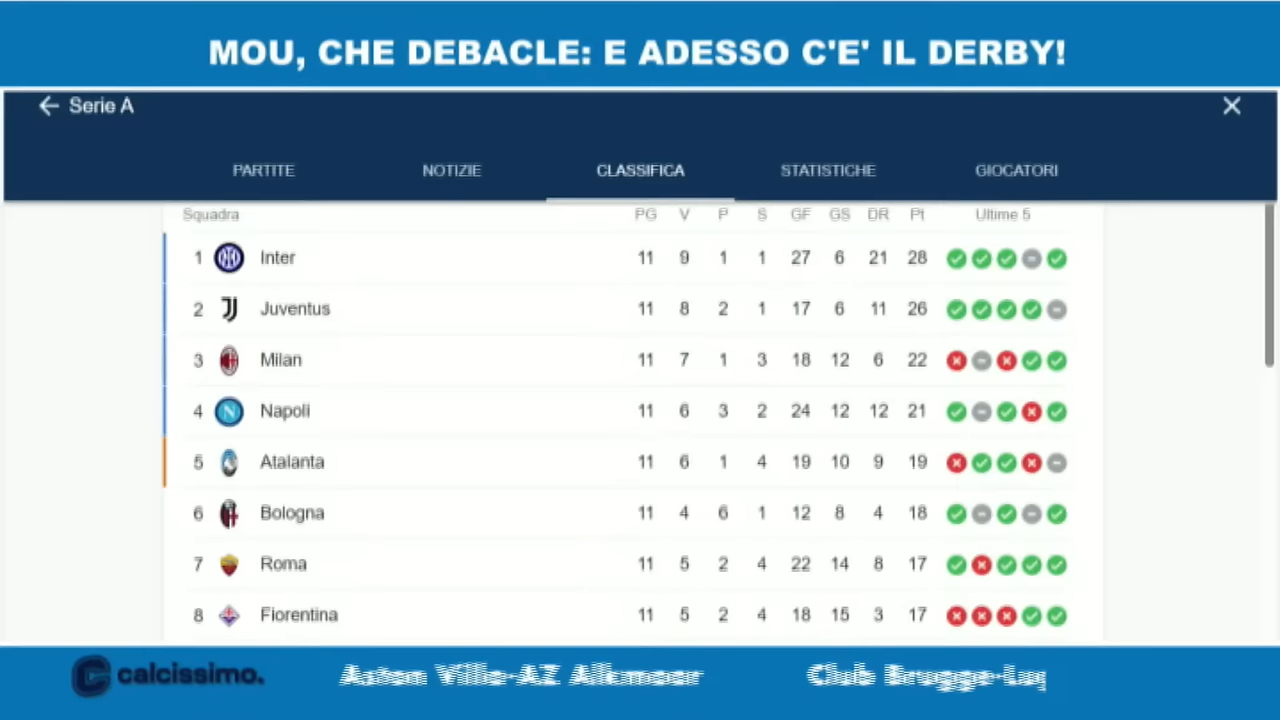 MOU, CHE DEBACLE: E ADESSO C'E' IL DERBY!
← Serie A ×
PARTITE NOTIZIE CLASSIFICA STATISTICHE GIOCATORI
Squadra PG V P S GF GS DR Pt Ultime 5
1 Inter 11 9 1 1 27 6 21 28
2 Juventus 11 8 2 1 17 6 11 26
3 Milan 11 7 1 3 18 12 6 22
4 Napoli 11 6 3 2 24 12 12 21
5 Atalanta 11 6 1 4 19 10 9 19
6 Bologna 11 4 6 1 12 8 4 18
7 Roma 11 5 2 4 22 14 8 17
8 Fiorentina 11 5 2 4 18 15 3 17
calcissimo. Aston Villa-AZ Alkmaar Club Brugge-Lug